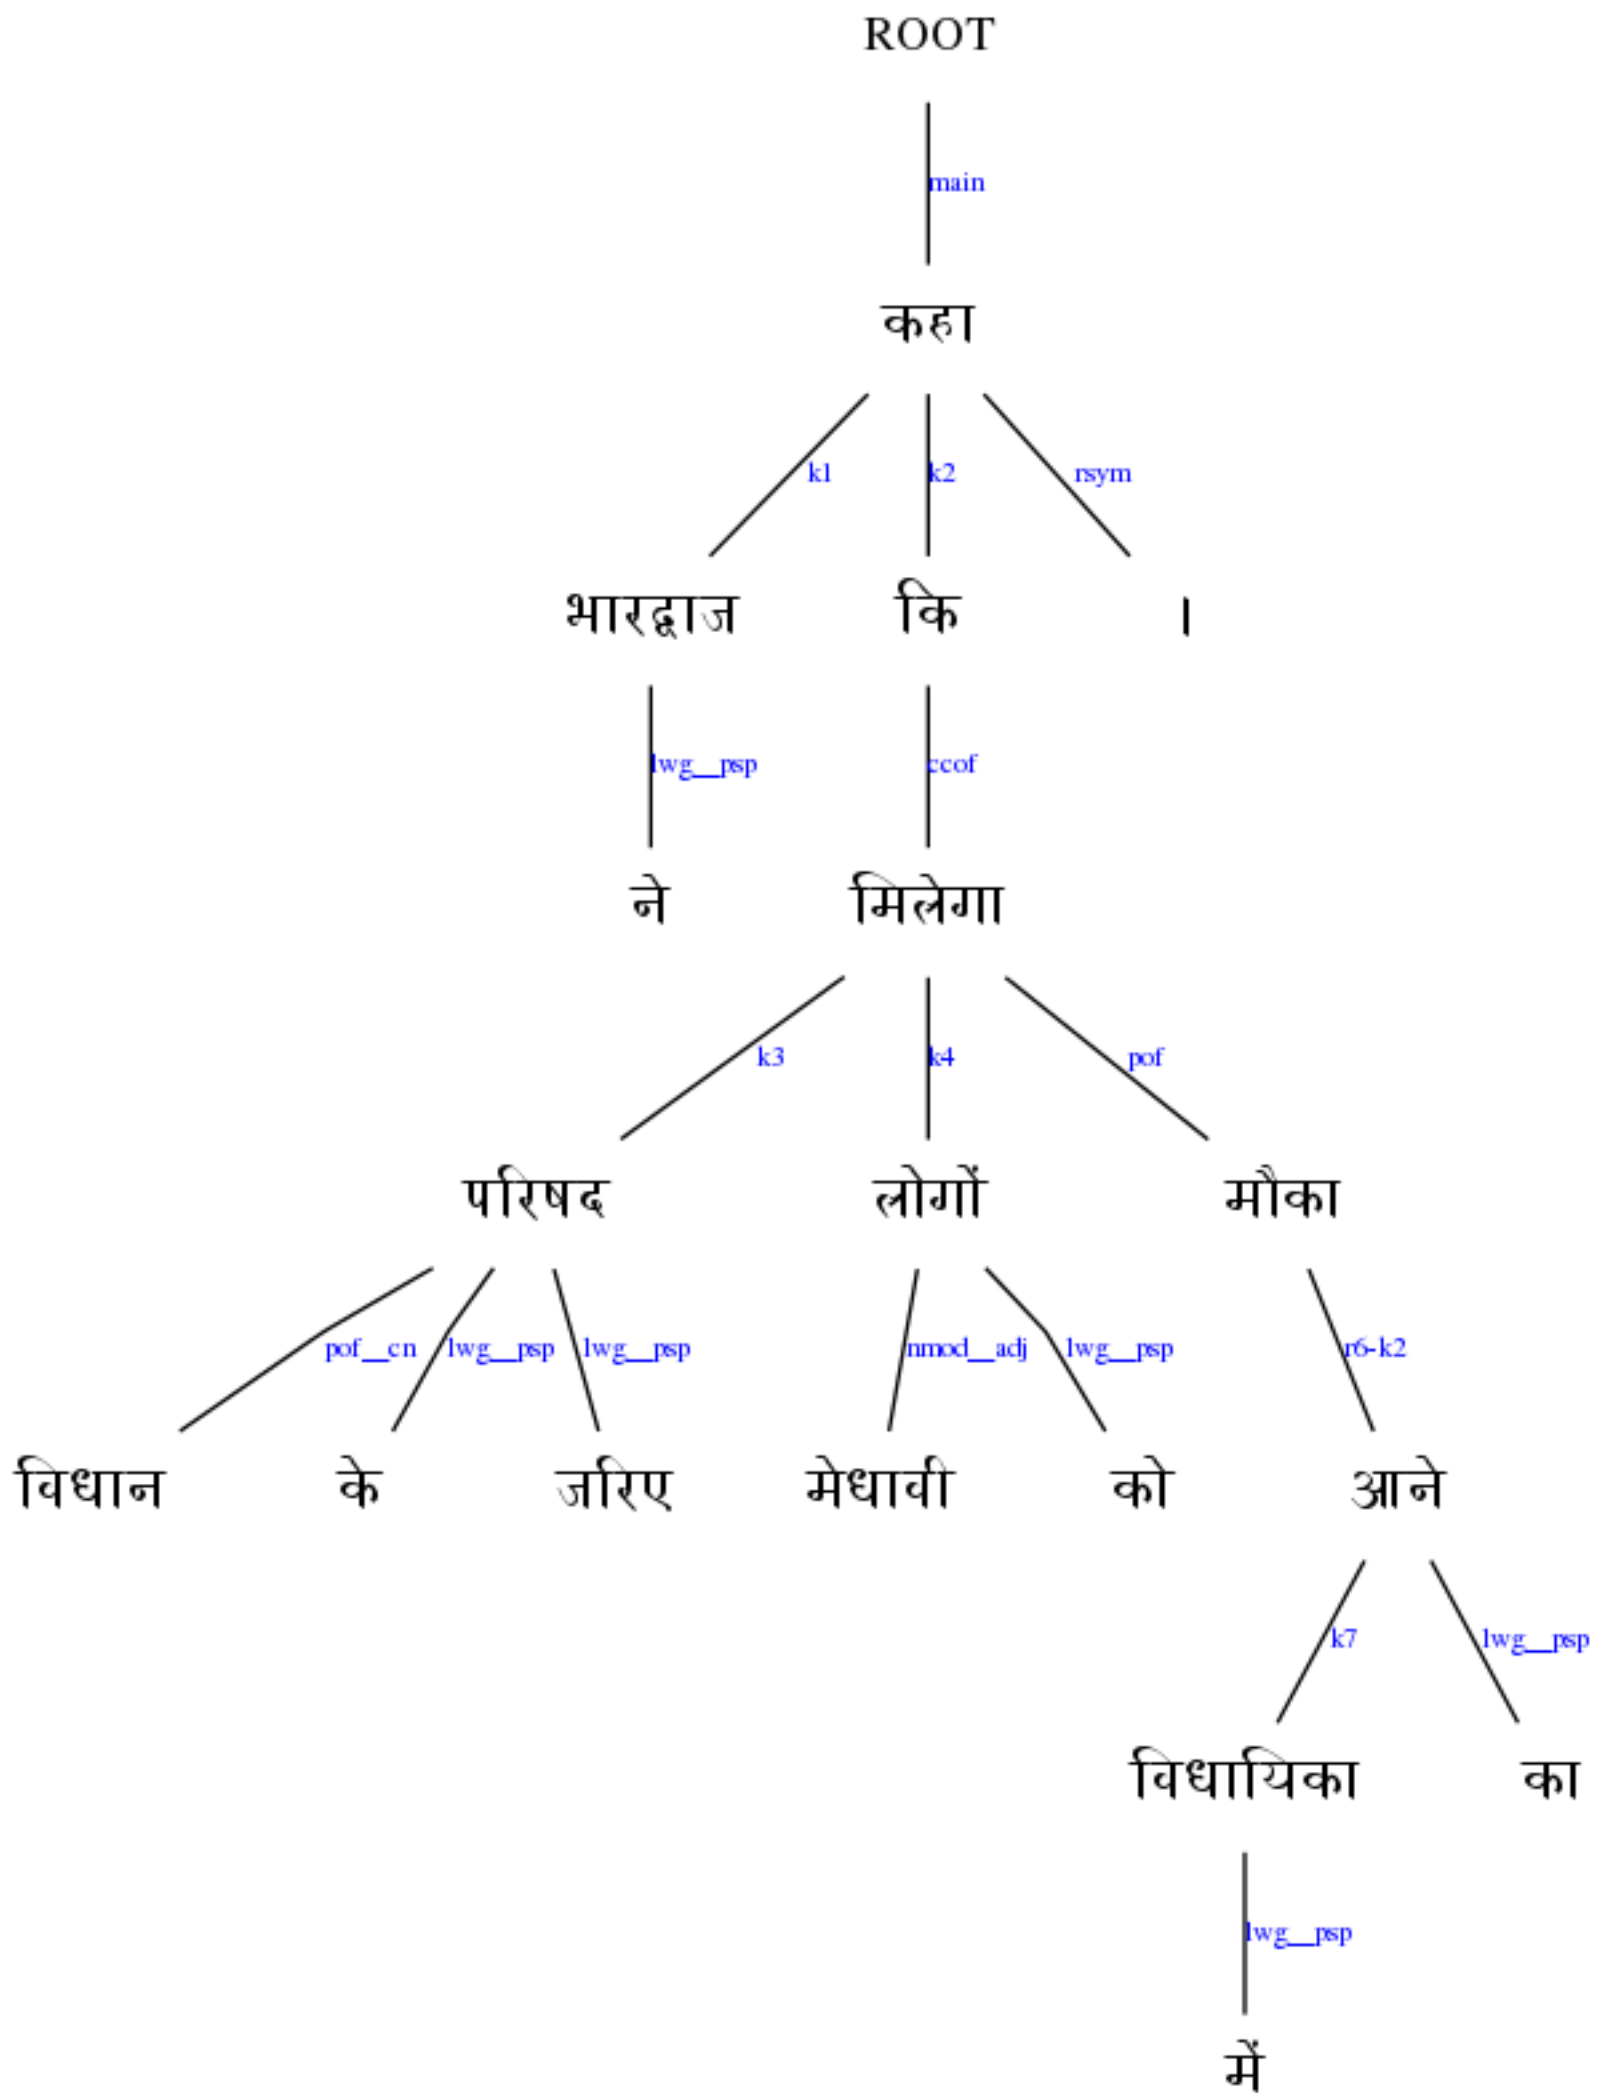 ROOT
main
कहा
k1 k2 rsym
भारद्वाज कि ।
lwg__psp ccof
ने मिलेगा
k3 k4 pof
परिषद लोगों मौका
pof__cn lwg__psp lwg__psp nmod__adj lwg__psp r6-k2
विधान के जरिए मेधावी को आने
k7 lwg__psp
विधायिका का
lwg__psp
में